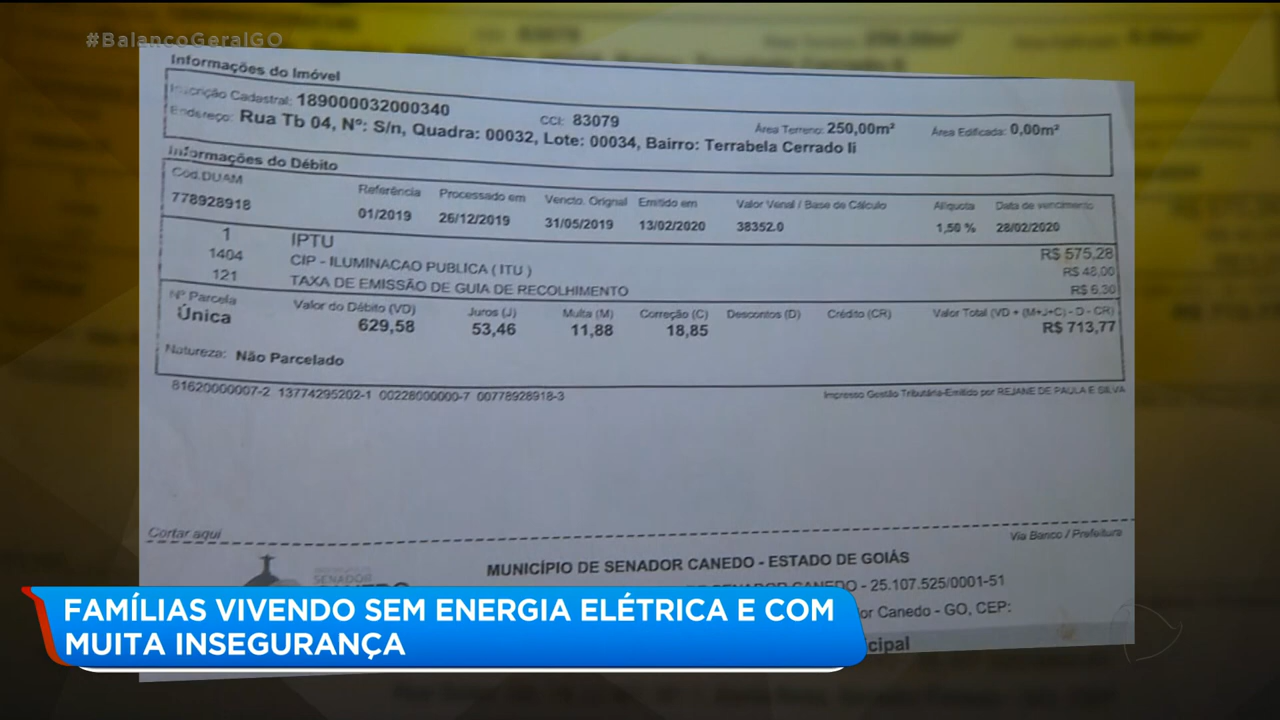 #BalancoGeralGO
Informações do Imóvel
Inscrição Cadastral: 189000032000340 CCI: 83079 Área Terreno: 250,00m² Área Edificada: 0,00m²
Endereço: Rua Tb 04, Nº: S/n, Quadra: 00032, Lote: 00034, Bairro: Terrabela Cerrado Ii
Informações do Débito
Cód.DUAM Referência Processado em Vencto. Orignal Emitido em Valor Venal / Base de Cálculo Alíquota Data de vencimento
778928918 01/2019 26/12/2019 31/05/2019 13/02/2020 38352.0 1,50 % 28/02/2020
1 IPTU R$ 575,28
1404 CIP - ILUMINACAO PUBLICA ( ITU ) R$ 48,00
121 TAXA DE EMISSÃO DE GUIA DE RECOLHIMENTO R$ 6,30
Nº Parcela Valor do Débito (VD) Juros (J) Multa (M) Correção (C) Descontos (D) Crédito (CR) Valor Total (VD + (M+J+C) - D - CR)
Única 629,58 53,46 11,88 18,85 R$ 713,77
Natureza: Não Parcelado
81620000007-2 13774295202-1 00228000000-7 00778928918-3 Impresso Gestão Tributária-Emitido por REJANE DE PAULA E SILVA
Cortar aqui Via Banco / Prefeitura
MUNICÍPIO DE SENADOR CANEDO - ESTADO DE GOIÁS
SENADOR
CANEDO - 25.107.525/0001-51
or Canedo - GO, CEP:
cipal
FAMÍLIAS VIVENDO SEM ENERGIA ELÉTRICA E COM
MUITA INSEGURANÇA